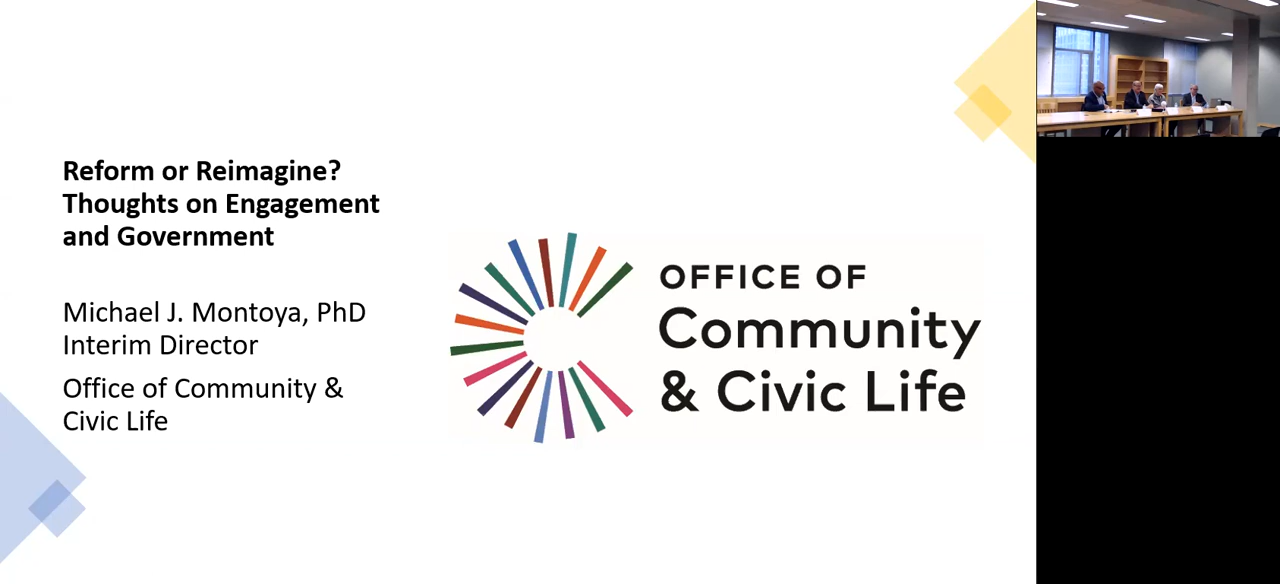 Reform or Reimagine?
Thoughts on Engagement
and Government
Michael J. Montoya, PhD
Interim Director
Office of Community &
Civic Life
OFFICE OF
Community
& Civic Life